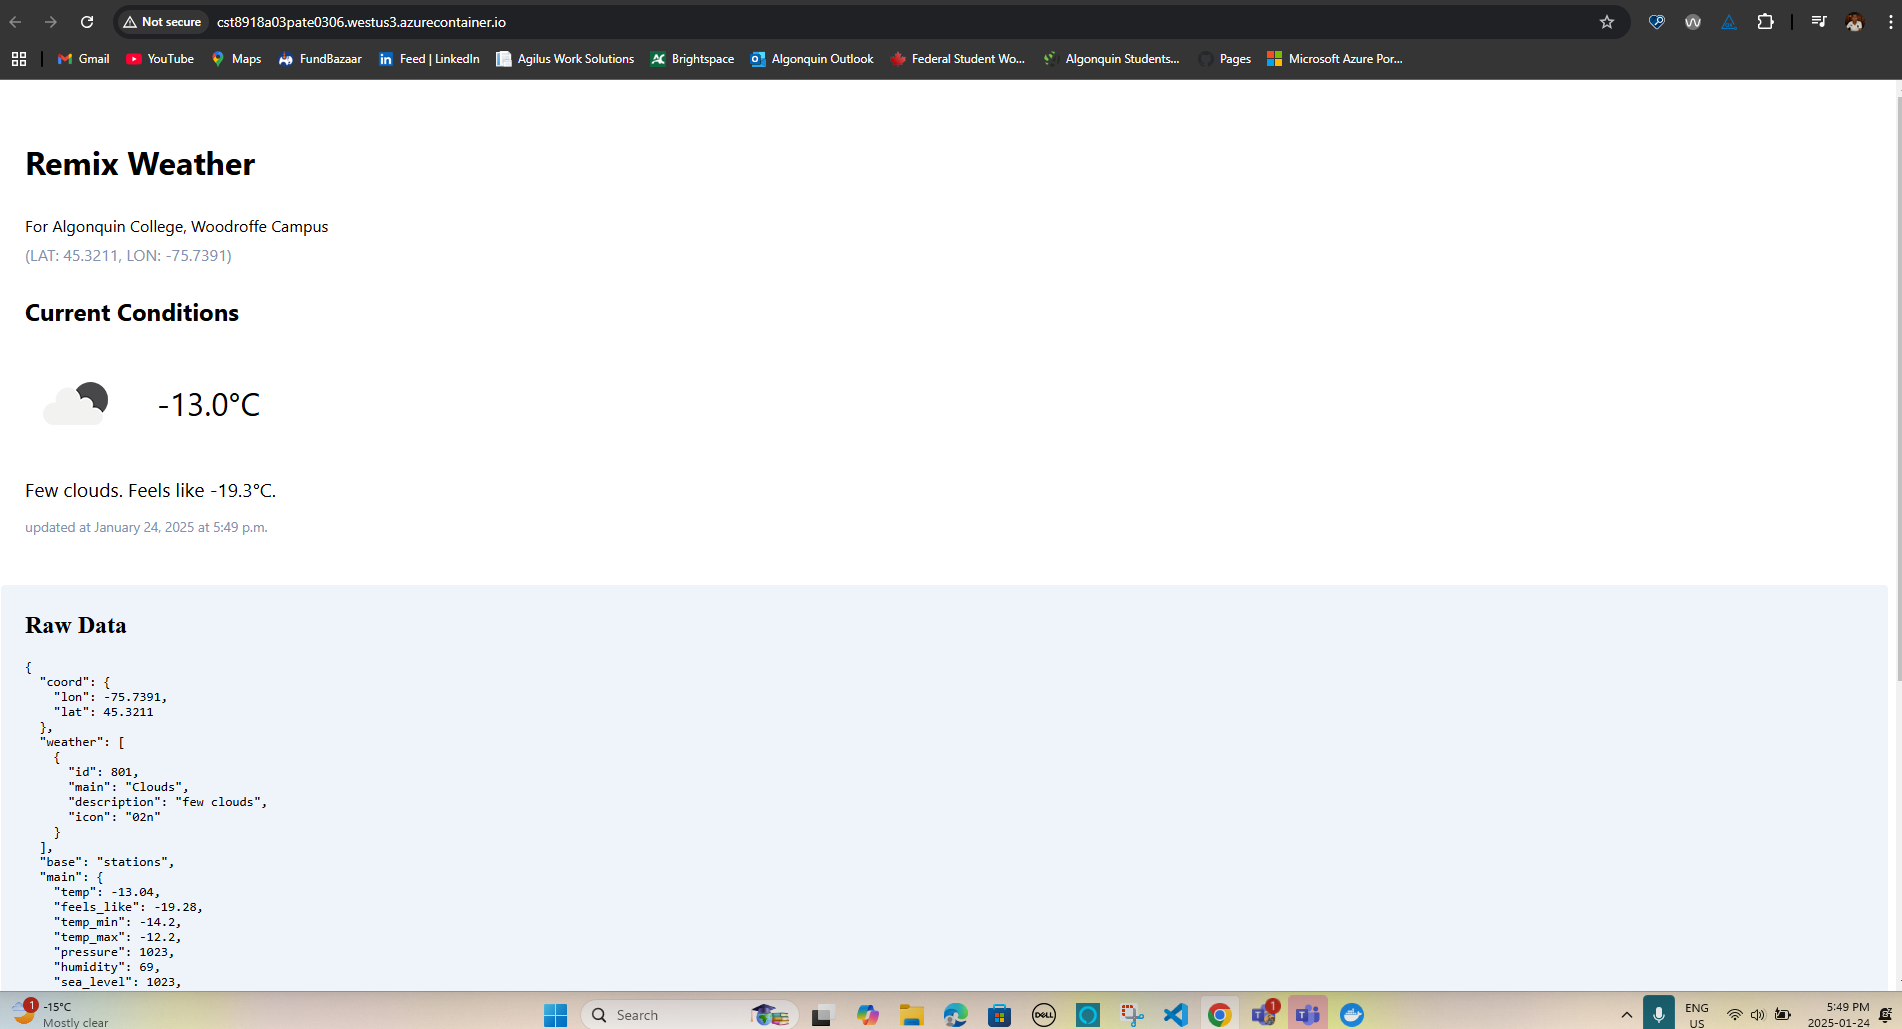 Not secure cst8918a03pate0306.westus3.azurecontainer.io
Gmail YouTube Maps FundBazaar Feed | LinkedIn Agilus Work Solutions Brightspace Algonquin Outlook Federal Student Wo... Algonquin Students... Pages Microsoft Azure Por...
Remix Weather
For Algonquin College, Woodroffe Campus
(LAT: 45.3211, LON: -75.7391)
Current Conditions
-13.0°C
Few clouds. Feels like -19.3°C.
updated at January 24, 2025 at 5:49 p.m.
Raw Data
{
"coord": {
"lon": -75.7391,
"lat": 45.3211
},
"weather": [
{
"id": 801,
"main": "Clouds",
"description": "few clouds",
"icon": "02n"
}
],
"base": "stations",
"main": {
"temp": -13.04,
"feels_like": -19.28,
"temp_min": -14.2,
"temp_max": -12.2,
"pressure": 1023,
"humidity": 69,
"sea_level": 1023,
1 -15°C
Mostly clear
Search
DELL
1
ENG
US
5:49 PM
2025-01-24